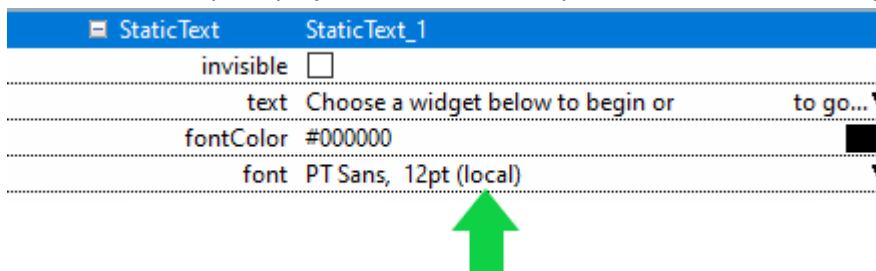 StaticText StaticText_1
invisible
text Choose a widget below to begin or to go...
fontColor #000000
font PT Sans, 12pt (local)